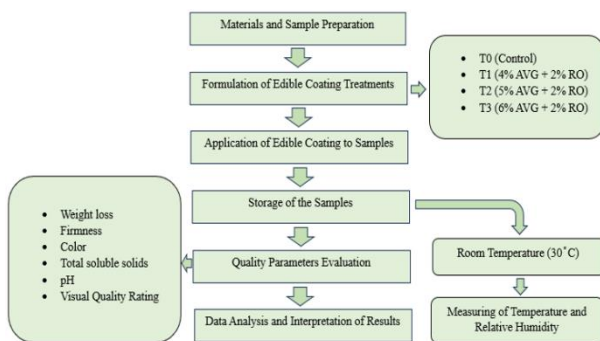 Materials and Sample Preparation
Formulation of Edible Coating Treatments
• T0 (Control)
• T1 (4% AVG + 2% RO)
• T2 (5% AVG + 2% RO)
• T3 (6% AVG + 2% RO)
Application of Edible Coating to Samples
Storage of the Samples
Room Temperature (30˚C)
Measuring of Temperature and
Relative Humidity
Quality Parameters Evaluation
• Weight loss
• Firmness
• Color
• Total soluble solids
• pH
• Visual Quality Rating
Data Analysis and Interpretation of Results